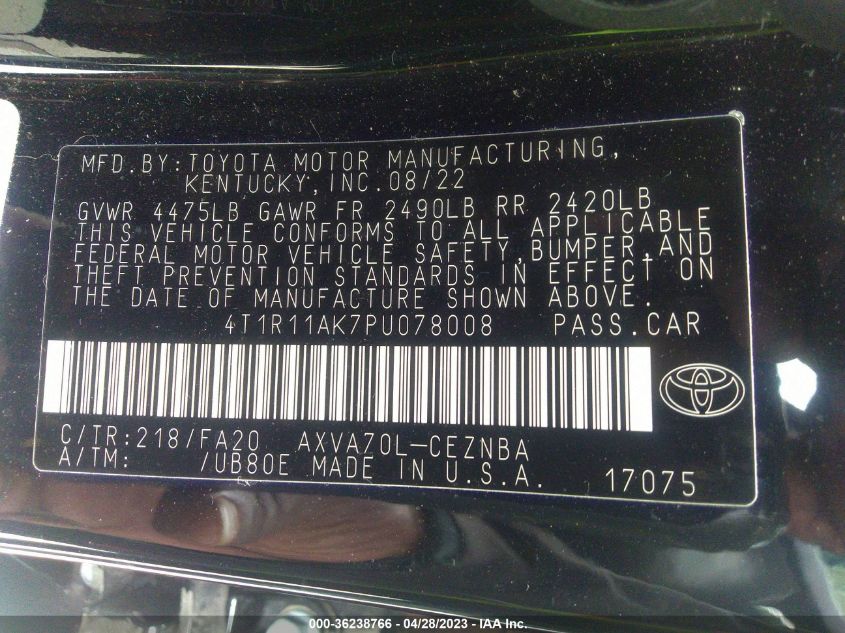 MFD.BY:TOYOTA MOTOR MANUFACTURING,
KENTUCKY,INC.08/22
GVWR 4475LB GAWR FR 2490LB RR 2420LB
THIS VEHICLE CONFORMS TO ALL APPLICABLE
FEDERAL MOTOR VEHICLE SAFETY,BUMPER,AND
THEFT PREVENTION STANDARDS IN EFFECT ON
THE DATE OF MANUFACTURE SHOWN ABOVE.
4T1R11AK7PU078008 PASS.CAR
C/TR:218/FA20 AXVA70L-CEZNBA
A/TM: /UB80E MADE IN U.S.A. 17075
000-36238766 - 04/28/2023 - IAA Inc.